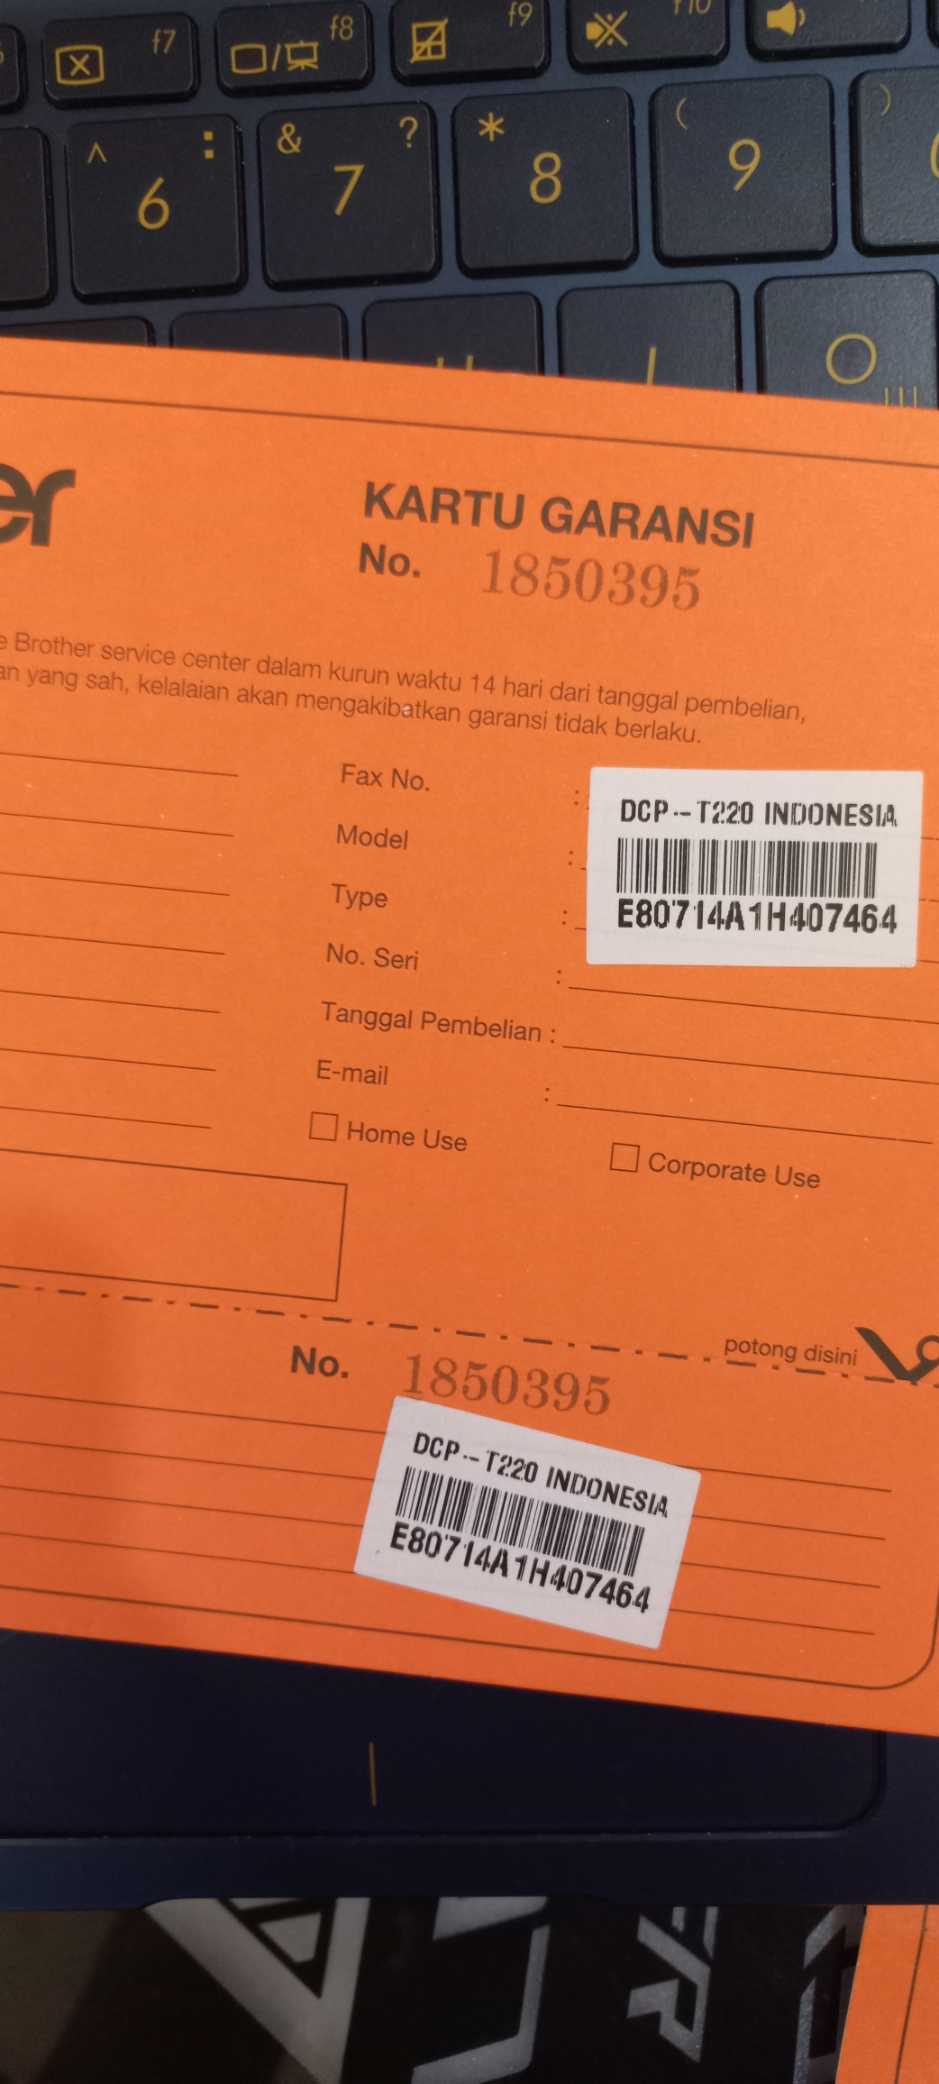 f7
f8
f9
f10
^ : & ? * ( )
6 7 8 9
O
er
KARTU GARANSI
No. 1850395
Brother service center dalam kurun waktu 14 hari dari tanggal pembelian,
an yang sah, kelalaian akan mengakibatkan garansi tidak berlaku.
Fax No. :
Model :
Type :
DCP-T220 INDONESIA
E80714A1H407464
No. Seri :
Tanggal Pembelian :
E-mail :
Home Use
Corporate Use
potong disini
No. 1850395
DCP-T220 INDONESIA
E80714A1H407464